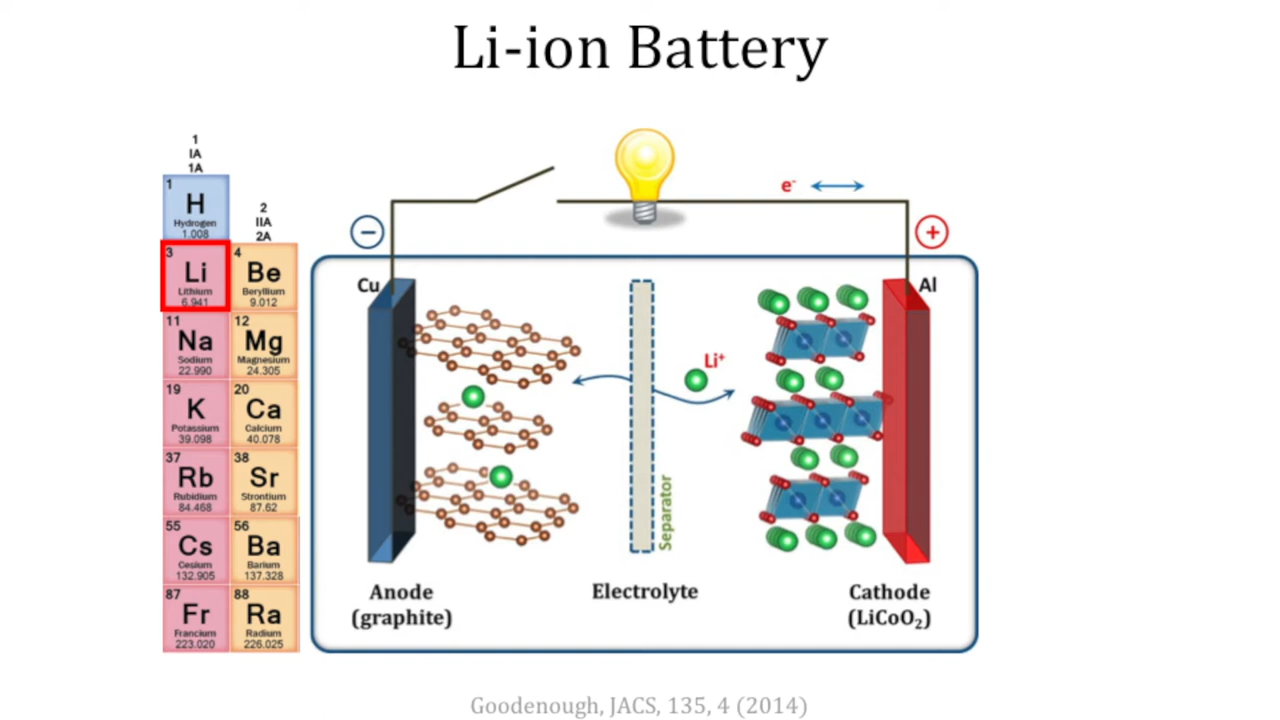 Li-ion Battery
1
IA
1A
1
H
Hydrogen
1.008
2
IIA
2A
3
Li
Lithium
6.941
4
Be
Beryllium
9.012
11
Na
Sodium
22.990
12
Mg
Magnesium
24.305
19
K
Potassium
39.098
20
Ca
Calcium
40.078
37
Rb
Rubidium
84.468
38
Sr
Strontium
87.62
55
Cs
Cesium
132.905
56
Ba
Barium
137.328
87
Fr
Francium
223.020
88
Ra
Radium
226.025
e⁻
−
+
Cu
Al
Li⁺
Separator
Anode
(graphite)
Electrolyte
Cathode
(LiCoO₂)
Goodenough, JACS, 135, 4 (2014)